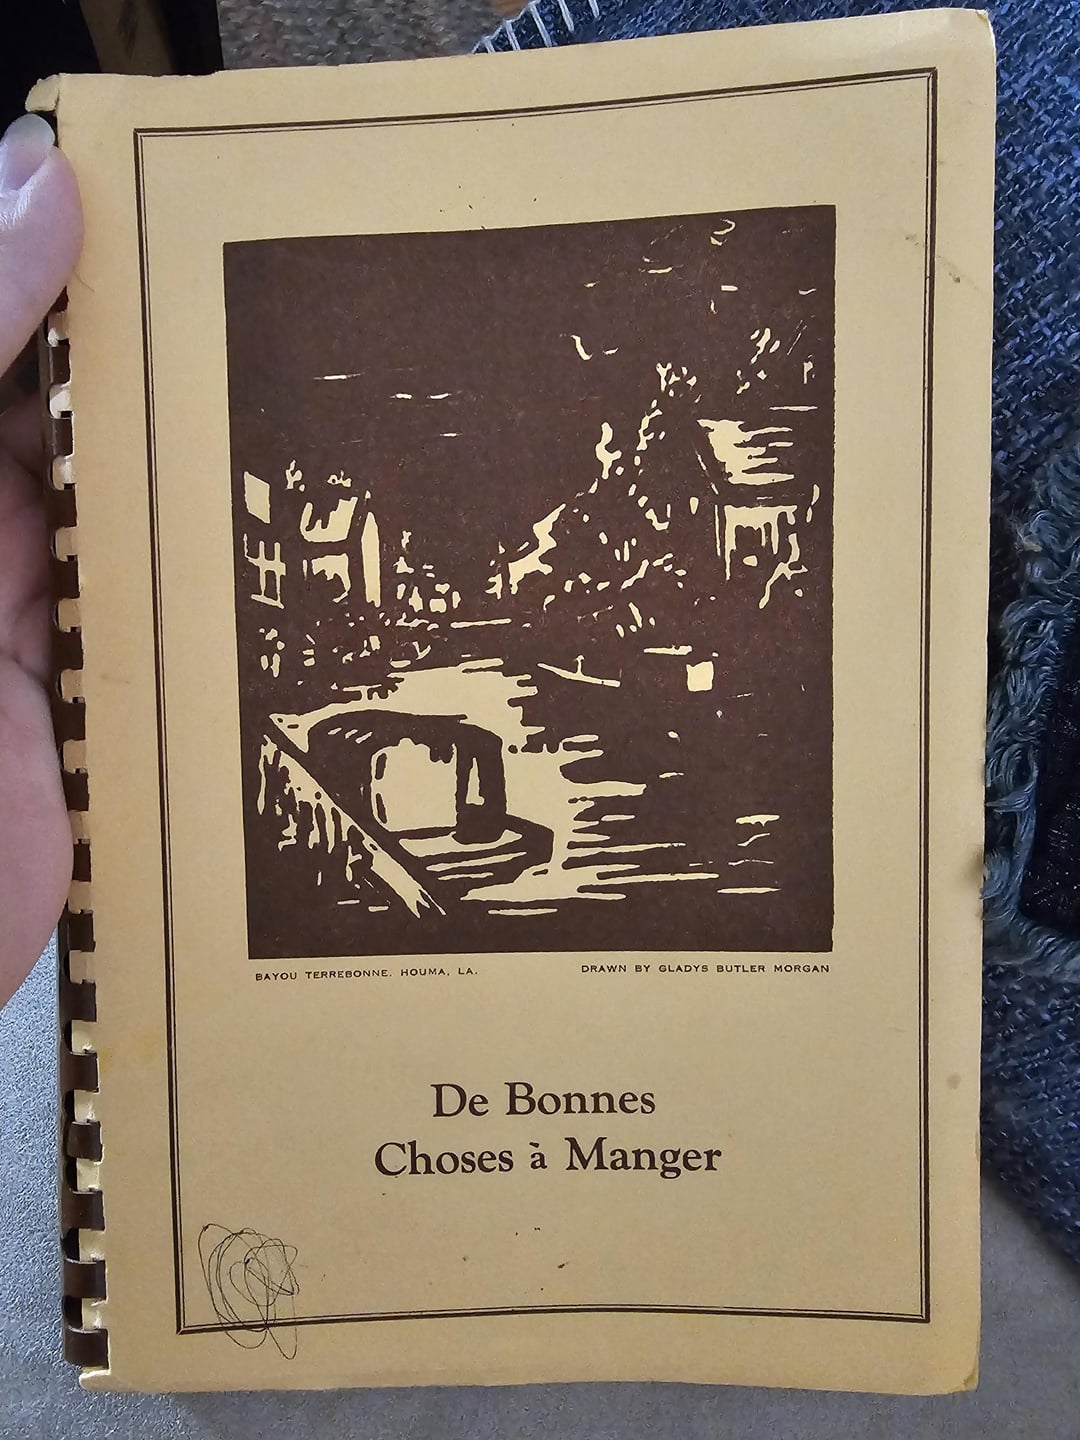 BAYOU TERREBONNE. HOUMA, LA.
DRAWN BY GLADYS BUTLER MORGAN
De Bonnes
Choses à Manger